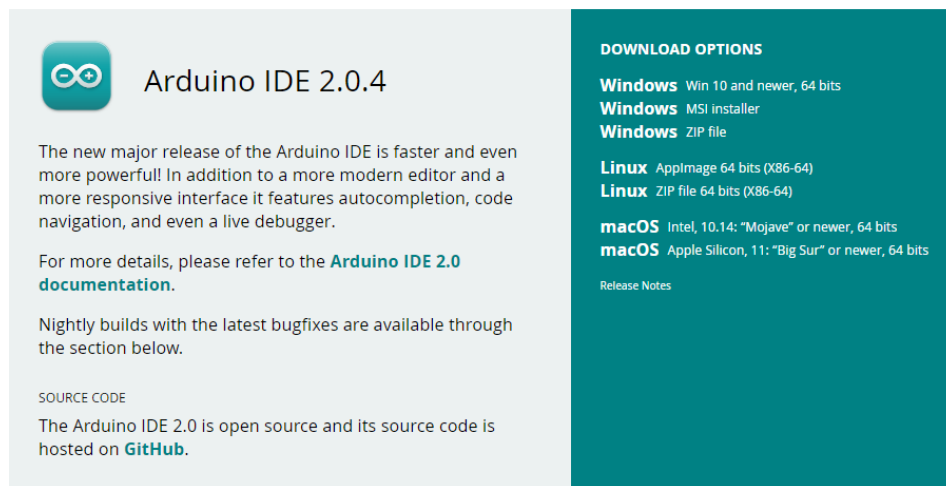 Arduino IDE 2.0.4
The new major release of the Arduino IDE is faster and even
more powerful! In addition to a more modern editor and a
more responsive interface it features autocompletion, code
navigation, and even a live debugger.
For more details, please refer to the Arduino IDE 2.0
documentation.
Nightly builds with the latest bugfixes are available through
the section below.
SOURCE CODE
The Arduino IDE 2.0 is open source and its source code is
hosted on GitHub.
DOWNLOAD OPTIONS
Windows Win 10 and newer, 64 bits
Windows MSI installer
Windows ZIP file
Linux AppImage 64 bits (X86-64)
Linux ZIP file 64 bits (X86-64)
macOS Intel, 10.14: “Mojave” or newer, 64 bits
macOS Apple Silicon, 11: “Big Sur” or newer, 64 bits
Release Notes